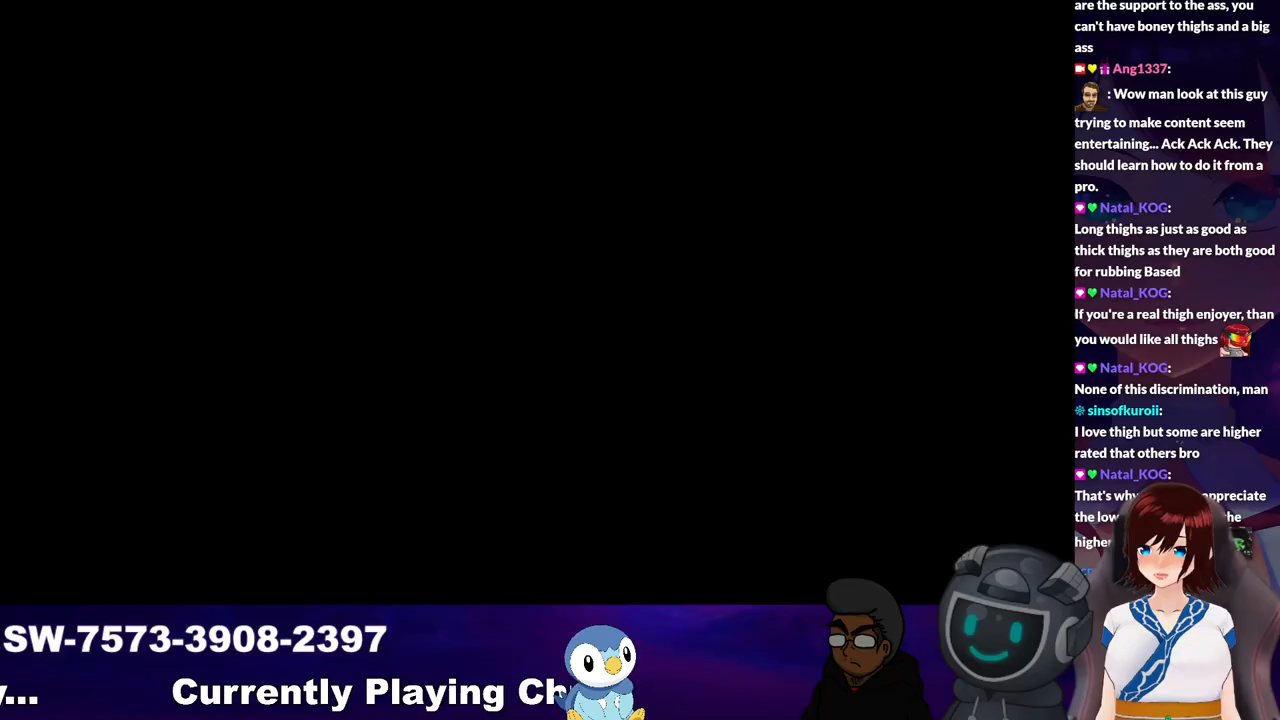 are the support to the ass, you
can't have boney thighs and a big
ass
Ang1337:
: Wow man look at this guy
trying to make content seem
entertaining... Ack Ack Ack. They
should learn how to do it from a
pro.
Natal_KOG:
Long thighs as just as good as
thick thighs as they are both good
for rubbing Based
Natal_KOG:
If you're a real thigh enjoyer, than
you would like all thighs
Natal_KOG:
None of this discrimination, man
sinsofkuroii:
I love thigh but some are higher
rated that others bro
Natal_KOG:
That's why appreciate
the
SW-7573-3908-2397
Currently Playing